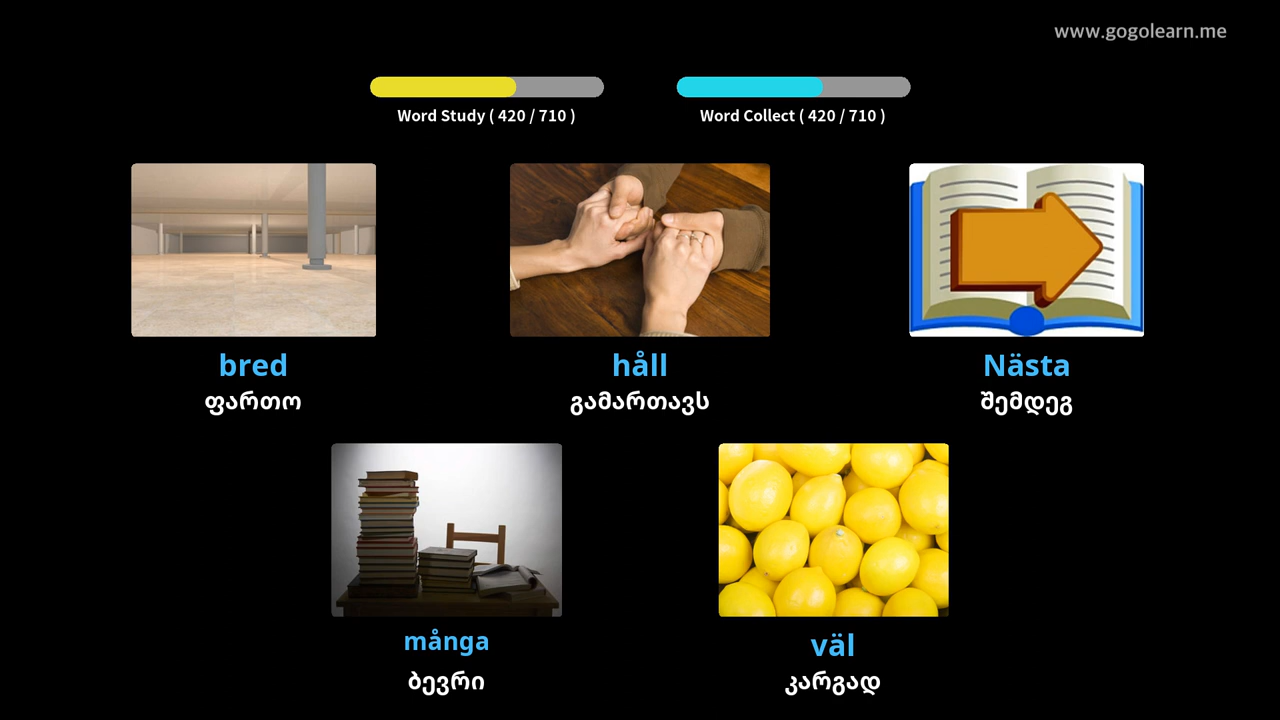 www.gogolearn.me
Word Study ( 420 / 710 )
Word Collect ( 420 / 710 )
bred
ფართო
håll
გამართავს
Nästa
შემდეგ
många
ბევრი
väl
კარგად